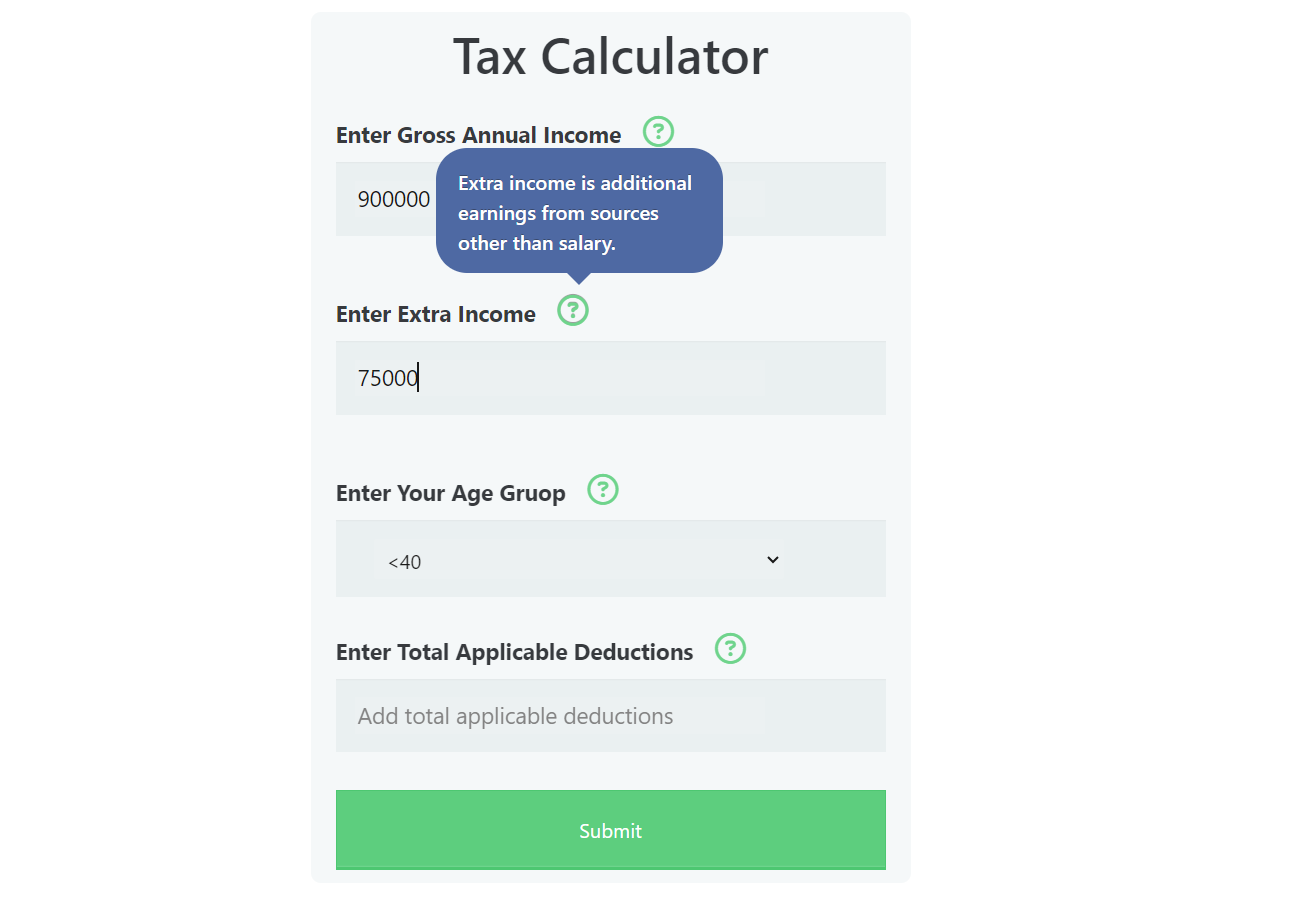 Tax Calculator
Enter Gross Annual Income ?
900000
Extra income is additional
earnings from sources
other than salary.
Enter Extra Income ?
75000
Enter Your Age Gruop ?
<40
Enter Total Applicable Deductions ?
Add total applicable deductions
Submit